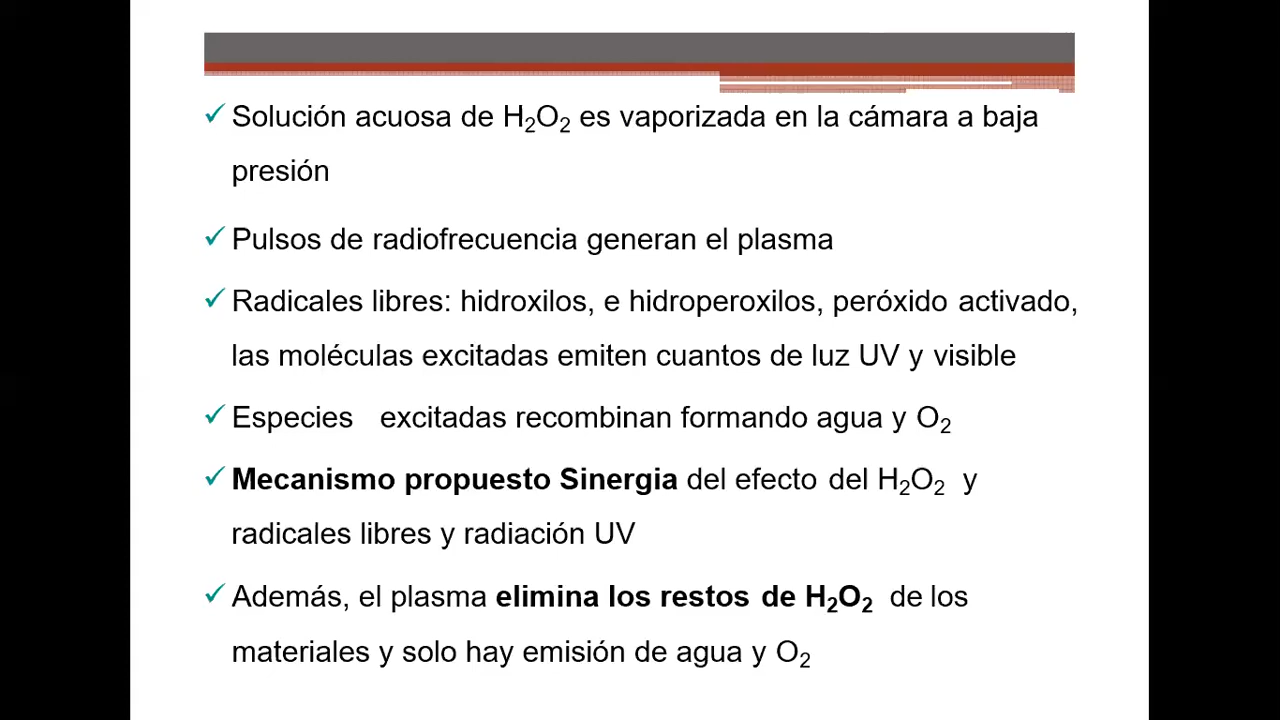 ✓ Solución acuosa de H₂O₂ es vaporizada en la cámara a baja
presión
✓ Pulsos de radiofrecuencia generan el plasma
✓ Radicales libres: hidroxilos, e hidroperoxilos, peróxido activado,
las moléculas excitadas emiten cuantos de luz UV y visible
✓ Especies excitadas recombinan formando agua y O₂
✓ Mecanismo propuesto Sinergia del efecto del H₂O₂ y
radicales libres y radiación UV
✓ Además, el plasma elimina los restos de H₂O₂ de los
materiales y solo hay emisión de agua y O₂